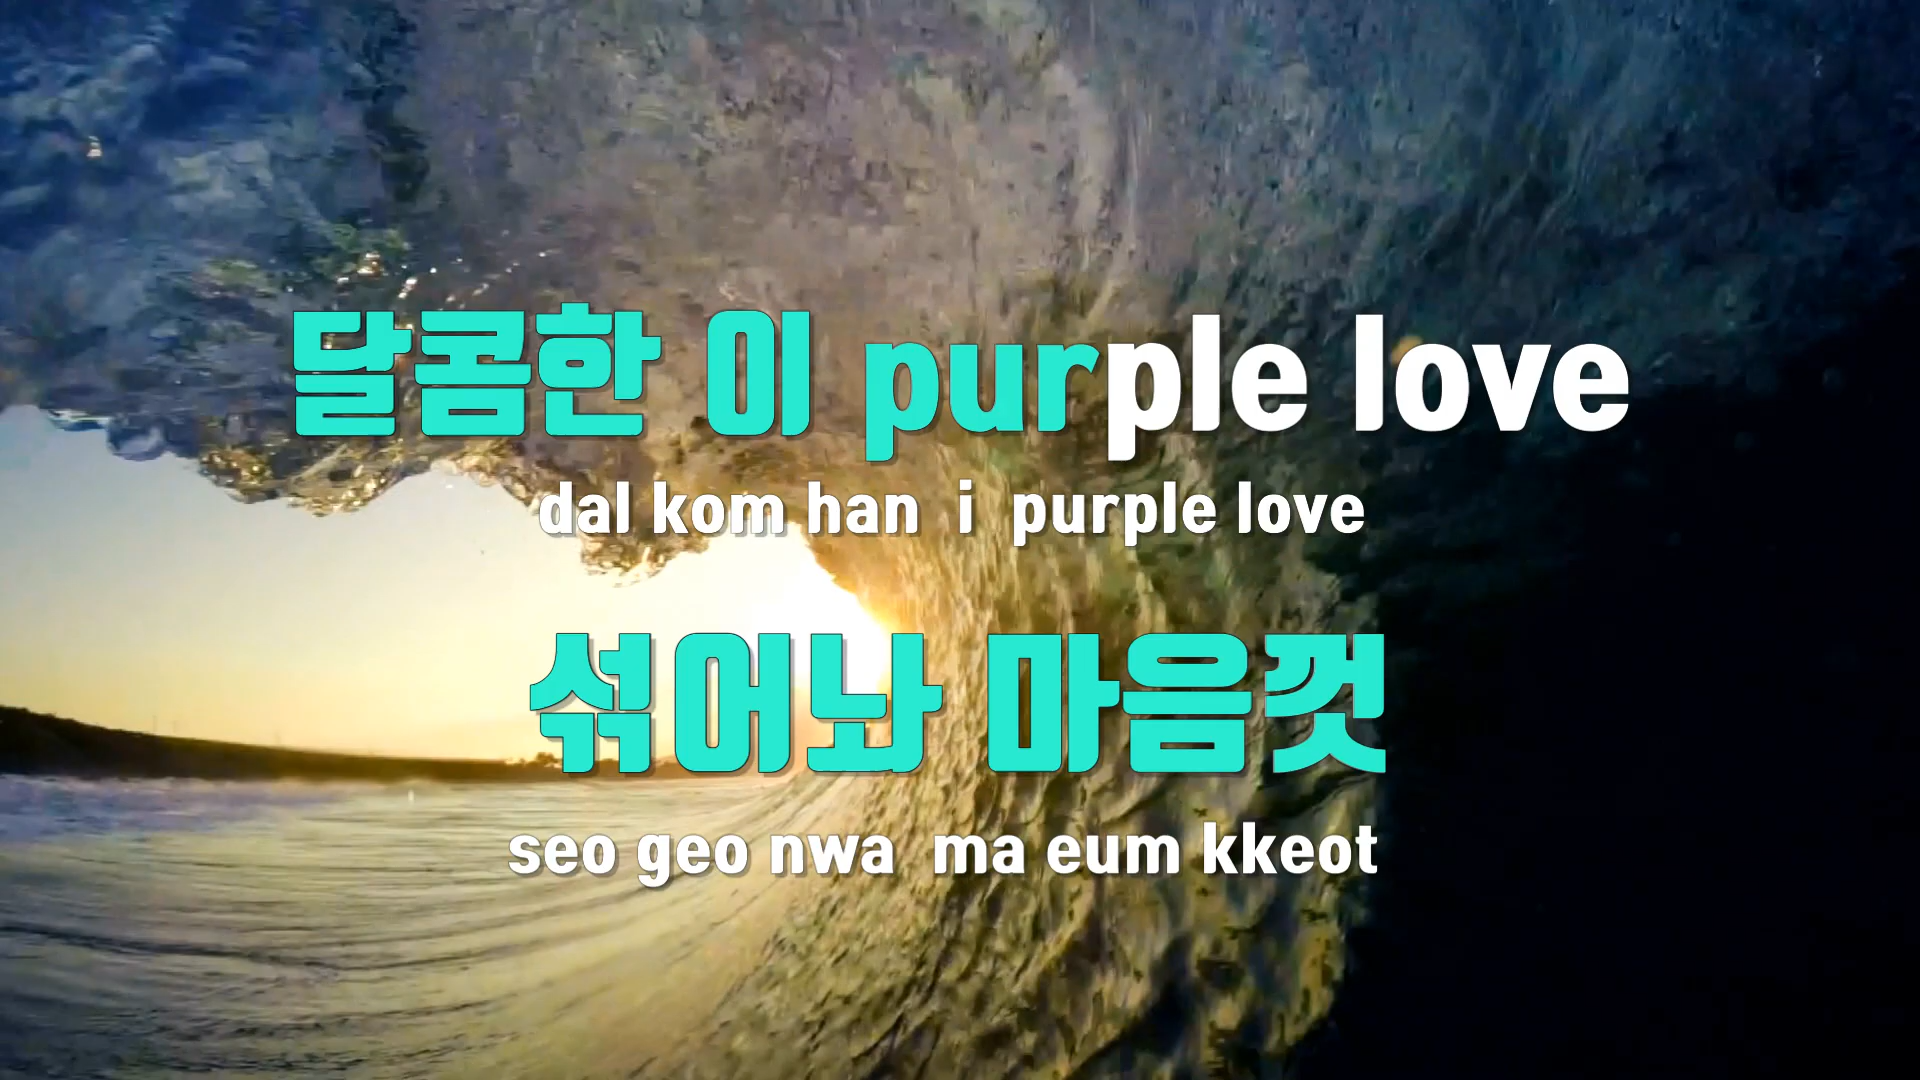 달콤한 이 purple love
dal kom han i purple love
섞어놔 마음껏
seo geo nwa ma eum kkeot